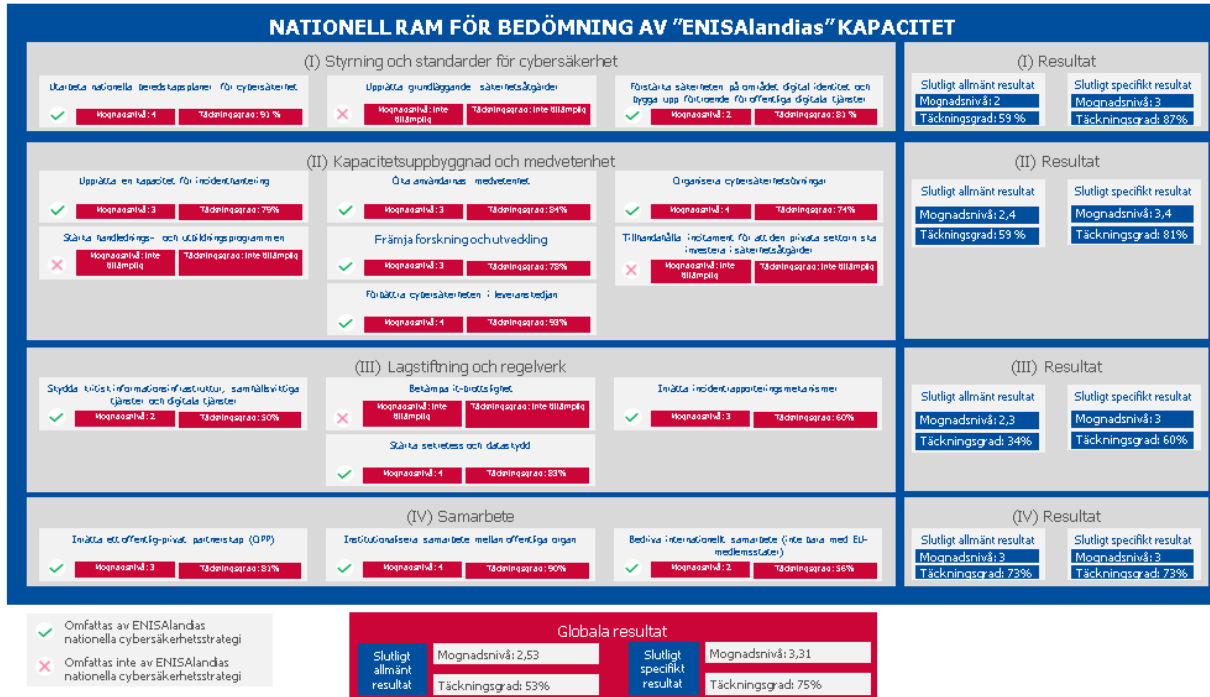 NATIONELL RAM FÖR BEDÖMNING AV ”ENISAlandias” KAPACITET
(I) Styrning och standarder för cybersäkerhet
Utarbeta nationella beredskapsplaner för cybersäkerhet
Mognadsnivå: 4
Täckningsgrad: 91 %
Upprätta grundläggande säkerhetsåtgärder
Mognadsnivå: inte
tillämplig
Täckningsgrad: inte tillämplig
Förstärka säkerheten på området digital identitet och
bygga upp förtroende för offentliga digitala tjänster
Mognadsnivå: 2
Täckningsgrad: 81 %
(I) Resultat
Slutligt allmänt resultat
Mognadsnivå: 2
Täckningsgrad: 59 %
Slutligt specifikt resultat
Mognadsnivå: 3
Täckningsgrad: 87%
(II) Kapacitetsuppbyggnad och medvetenhet
Upprätta en kapacitet för incidenthantering
Mognadsnivå: 3
Täckningsgrad: 79%
Öka användarnas medvetenhet
Mognadsnivå: 3
Täckningsgrad: 84%
Organisera cybersäkerhetsövningar
Mognadsnivå: 4
Täckningsgrad: 74%
Stärka handlednings- och utbildningsprogrammen
Mognadsnivå: inte
tillämplig
Täckningsgrad: inte tillämplig
Främja forskning och utveckling
Mognadsnivå: 3
Täckningsgrad: 78%
Tillhandahålla incitament för att den privata sektorn ska
investera i säkerhetsåtgärder
Mognadsnivå: inte
tillämplig
Täckningsgrad: inte tillämplig
Förbättra cybersäkerheten i leveranskedjan
Mognadsnivå: 4
Täckningsgrad: 93%
(II) Resultat
Slutligt allmänt resultat
Mognadsnivå: 2,4
Täckningsgrad: 59 %
Slutligt specifikt resultat
Mognadsnivå: 3,4
Täckningsgrad: 81%
(III) Lagstiftning och regelverk
Skydda kritisk informationsinfrastruktur, samhällsviktiga
tjänster och digitala tjänster
Mognadsnivå: 2
Täckningsgrad: 50%
Bekämpa it-brottslighet
Mognadsnivå: inte
tillämplig
Täckningsgrad: inte tillämplig
Inrätta incidentrapporteringsmekanismer
Mognadsnivå: 3
Täckningsgrad: 60%
Stärka sekretess och dataskydd
Mognadsnivå: 4
Täckningsgrad: 83%
(III) Resultat
Slutligt allmänt resultat
Mognadsnivå: 2,3
Täckningsgrad: 34%
Slutligt specifikt resultat
Mognadsnivå: 3
Täckningsgrad: 60%
(IV) Samarbete
Inrätta ett offentlig-privat partnerskap (OPP)
Mognadsnivå: 3
Täckningsgrad: 81%
Institutionalisera samarbete mellan offentliga organ
Mognadsnivå: 4
Täckningsgrad: 90%
Bedriva internationellt samarbete (inte bara med EU-
medlemsstater)
Mognadsnivå: 2
Täckningsgrad: 56%
(IV) Resultat
Slutligt allmänt resultat
Mognadsnivå: 3
Täckningsgrad: 73%
Slutligt specifikt resultat
Mognadsnivå: 3
Täckningsgrad: 73%
Omfattas av ENISAlandias
nationella cybersäkerhetsstrategi
Omfattas inte av ENISAlandias
nationella cybersäkerhetsstrategi
Globala resultat
Slutligt
allmänt
resultat
Mognadsnivå: 2,53
Täckningsgrad: 53%
Slutligt
specifikt
resultat
Mognadsnivå: 3,31
Täckningsgrad: 75%